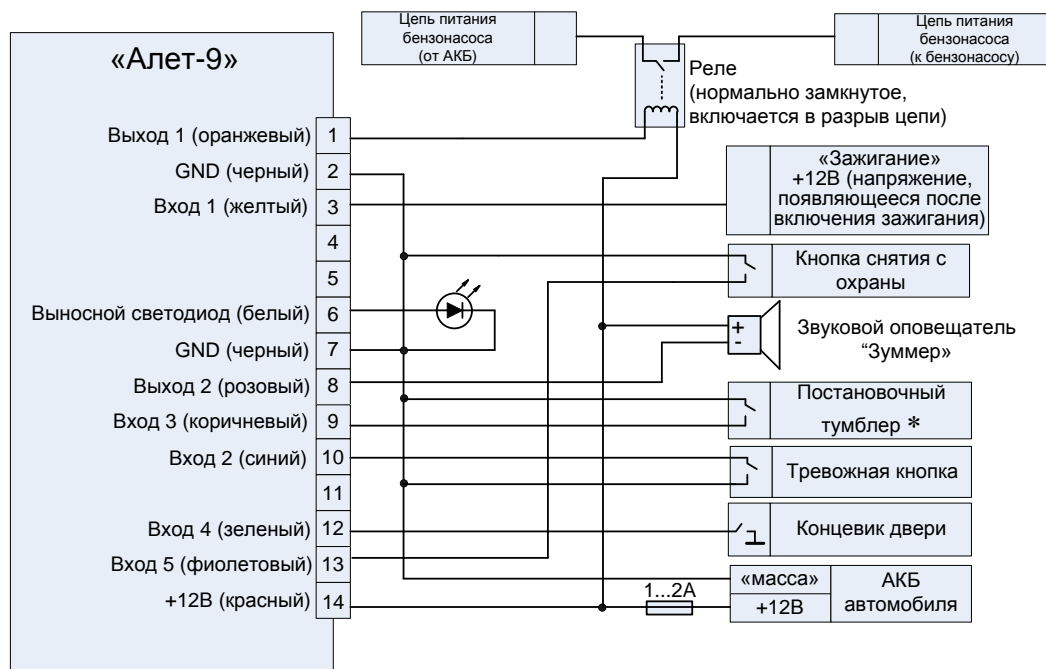 Цепь питания
бензонасоса
(от АКБ)
Цепь питания
бензонасоса
(к бензонасосу)
«Алет-9»
Реле
(нормально замкнутое,
включается в разрыв цепи)
Выход 1 (оранжевый) 1
GND (черный) 2
Вход 1 (желтый) 3
4
5
Выносной светодиод (белый) 6
GND (черный) 7
Выход 2 (розовый) 8
Вход 3 (коричневый) 9
Вход 2 (синий) 10
11
Вход 4 (зеленый) 12
Вход 5 (фиолетовый) 13
+12В (красный) 14
«Зажигание»
+12В (напряжение,
появляющееся после
включения зажигания)
Кнопка снятия с
охраны
+
-
Звуковой оповещатель
“Зуммер»
Постановочный
тумблер *
Тревожная кнопка
Концевик двери
1...2А
«масса»
+12В
АКБ
автомобиля